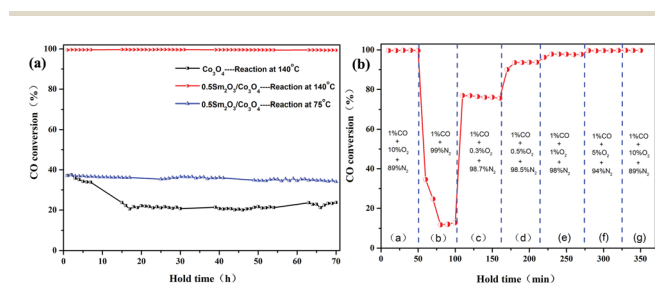 (a)
CO conversion (%)
100
80
60
40
20
0
Co₃O₄----Reaction at 140°C
0.5Sm₂O₃/Co₃O₄---Reaction at 140°C
0.5Sm₂O₃/Co₃O₄---Reaction at 75°C
0 10 20 30 40 50 60 70
Hold time (h)
(b)
CO conversion (%)
100
80
60
40
20
0
1%CO
+
10%O₂
+
89%N₂
(a)
1%CO
+
99%N₂
(b)
1%CO
+
0.3%O₂
+
98.7%N₂
(c)
1%CO
+
0.5%O₂
+
98.5%N₂
(d)
1%CO
+
1%O₂
+
98%N₂
(e)
1%CO
+
5%O₂
+
94%N₂
(f)
1%CO
+
10%O₂
+
89%N₂
(g)
0 50 100 150 200 250 300 350
Hold time (min)